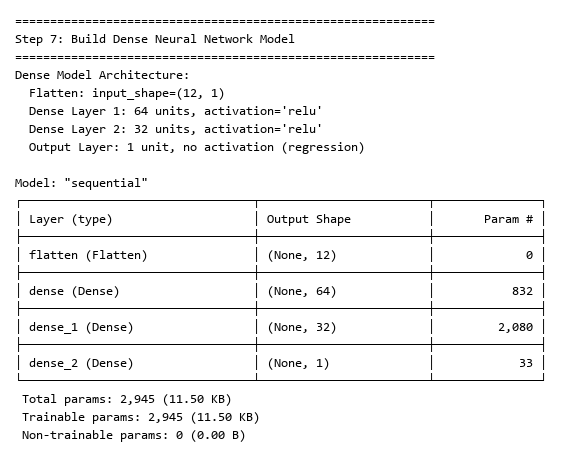 ============================================================
Step 7: Build Dense Neural Network Model
============================================================
Dense Model Architecture:
  Flatten: input_shape=(12, 1)
  Dense Layer 1: 64 units, activation='relu'
  Dense Layer 2: 32 units, activation='relu'
  Output Layer: 1 unit, no activation (regression)
Model: "sequential"
Layer (type) Output Shape Param #
flatten (Flatten) (None, 12) 0
dense (Dense) (None, 64) 832
dense_1 (Dense) (None, 32) 2,080
dense_2 (Dense) (None, 1) 33
Total params: 2,945 (11.50 KB)
Trainable params: 2,945 (11.50 KB)
Non-trainable params: 0 (0.00 B)